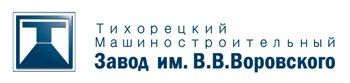 Тихорецкий
Машиностроительный
Завод им. В.В.Воровского